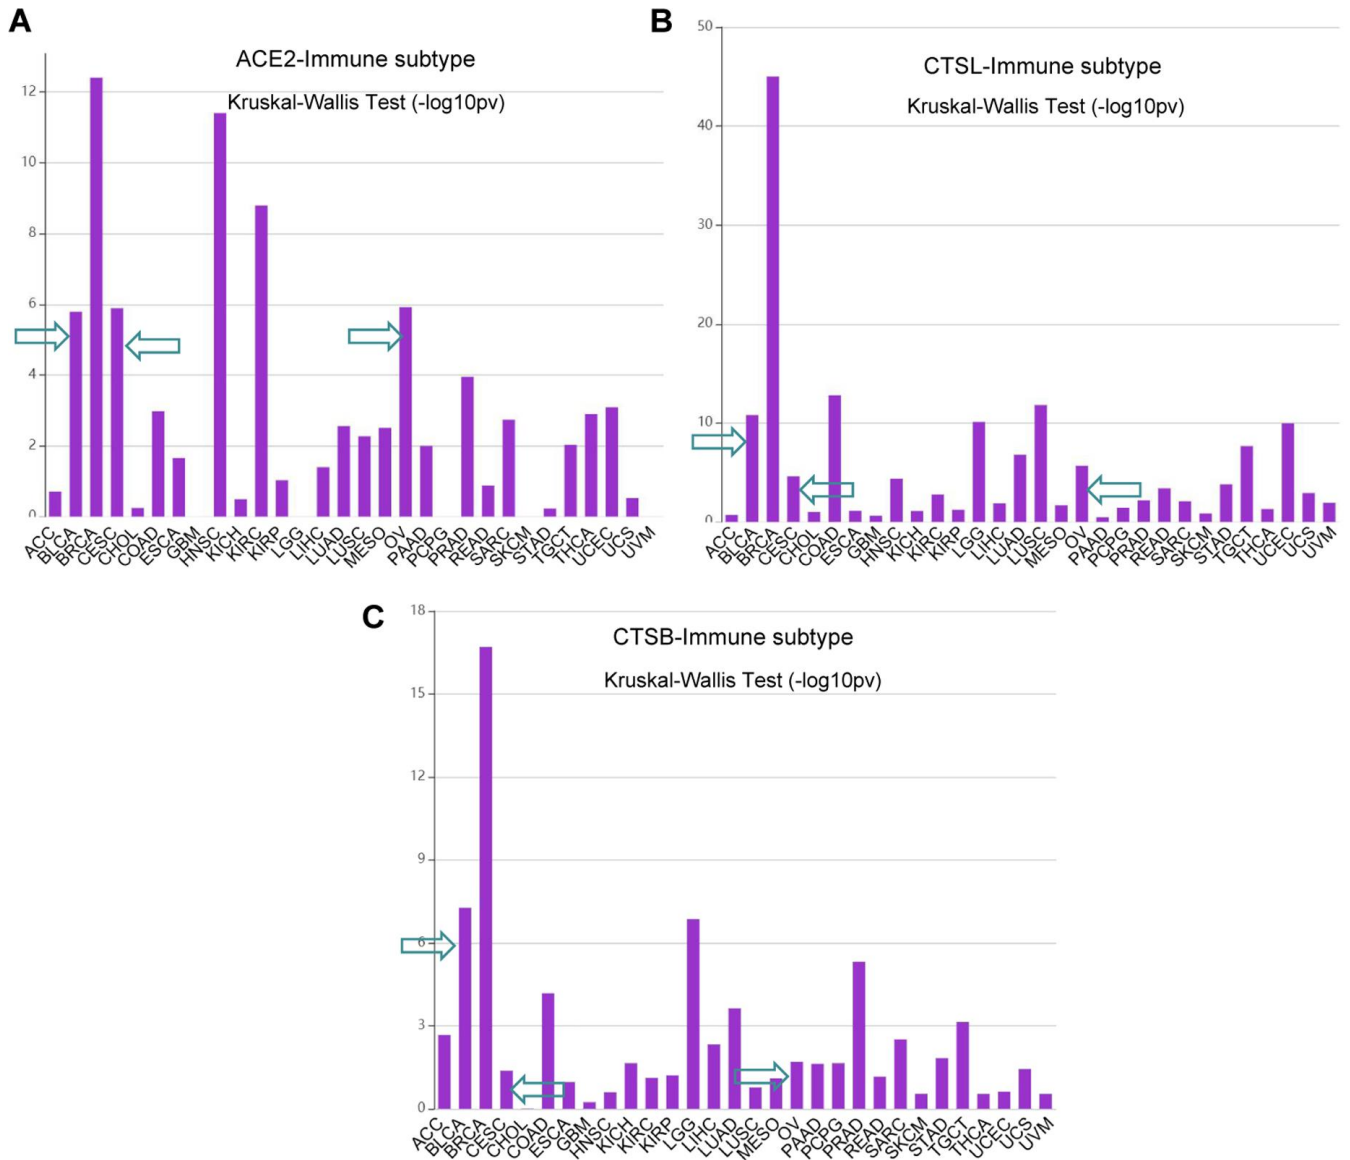 A
ACE2-Immune subtype
Kruskal-Wallis Test (-log10pv)
12
10
8
6
4
2
0
ACC BLCA BRCA CESC CHOL COAD ESCA GBM HNSC KICH KIRC KIRP LGG LIHC LUAD LUSC MESO OV PAAD PCPG PRAD READ SARC SKCM STAD TGCT THCA UCEC UCS UVM
B
CTSL-Immune subtype
Kruskal-Wallis Test (-log10pv)
50
40
30
20
10
0
ACC BLCA BRCA CESC CHOL COAD ESCA GBM HNSC KICH KIRC KIRP LGG LIHC LUAD LUSC MESO OV PAAD PCPG PRAD READ SARC SKCM STAD TGCT THCA UCEC UCS UVM
C
CTSB-Immune subtype
Kruskal-Wallis Test (-log10pv)
18
15
12
9
6
3
0
ACC BLCA BRCA CESC CHOL COAD ESCA GBM HNSC KICH KIRC KIRP LGG LIHC LUAD LUSC MESO OV PAAD PCPG PRAD READ SARC SKCM STAD TGCT THCA UCEC UCS UVM